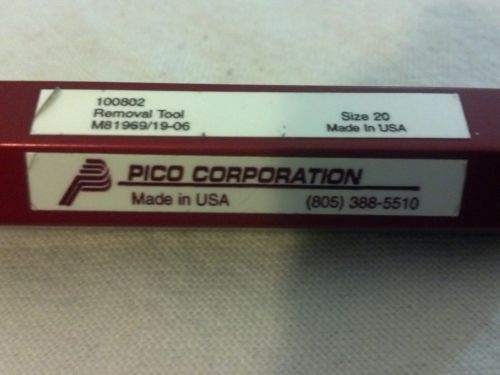 100802
Removal Tool
M81969/19-06
Size 20
Made In USA
PICO CORPORATION
Made in USA (805) 388-5510